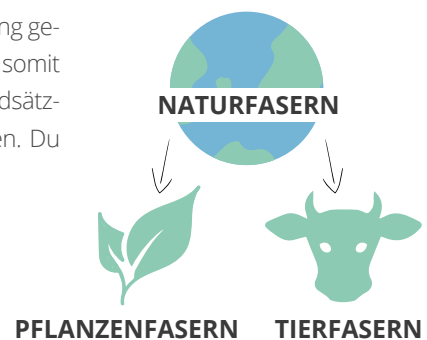 ng ge-
somit
dsätz-
en. Du
NATURFASERN
PFLANZENFASERN
TIERFASERN